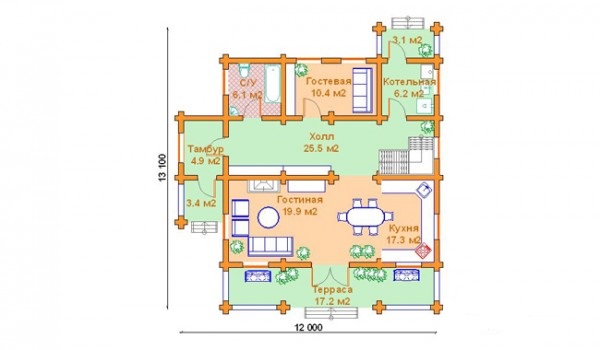 3.1 м2
С/У
6.1 м2
Гостевая
10.4 м2
Котельная
6.2 м2
Холл
25.5 м2
Тамбур
4.9 м2
3.4 м2
Гостиная
19.9 м2
Кухня
17.3 м2
Терраса
17.2 м2
13 100
12 000